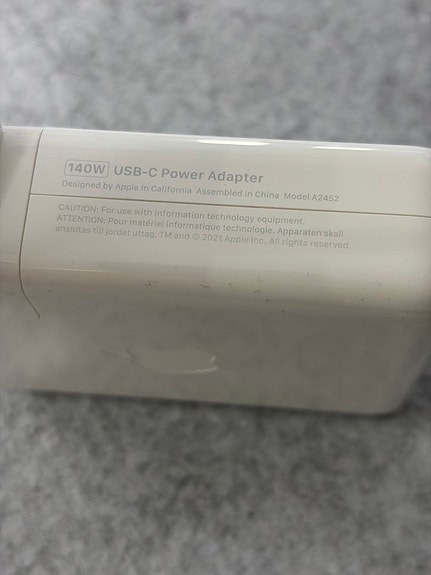 140W USB-C Power Adapter
Designed by Apple in California Assembled in China Model A2452
CAUTION: For use with information technology equipment.
ATTENTION: Pour matériel informatique technologie. Apparaten skall
anslutas till jordat uttag. TM and © 2021 Apple Inc. All rights reserved.